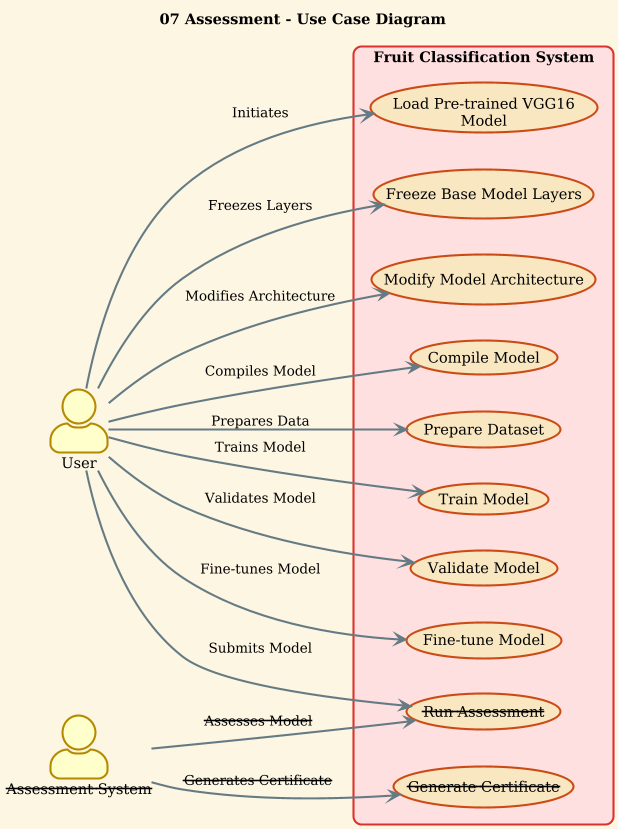 07 Assessment - Use Case Diagram
Fruit Classification System
Load Pre-trained VGG16
Model
Initiates
Freeze Base Model Layers
Freezes Layers
Modify Model Architecture
Modifies Architecture
Compile Model
Compiles Model
Prepares Data
Prepare Dataset
Trains Model
User
Train Model
Validates Model
Validate Model
Fine-tunes Model
Fine-tune Model
Submits Model
Run Assessment
Assesses Model
Generates Certificate
Generate Certificate
Assessment System